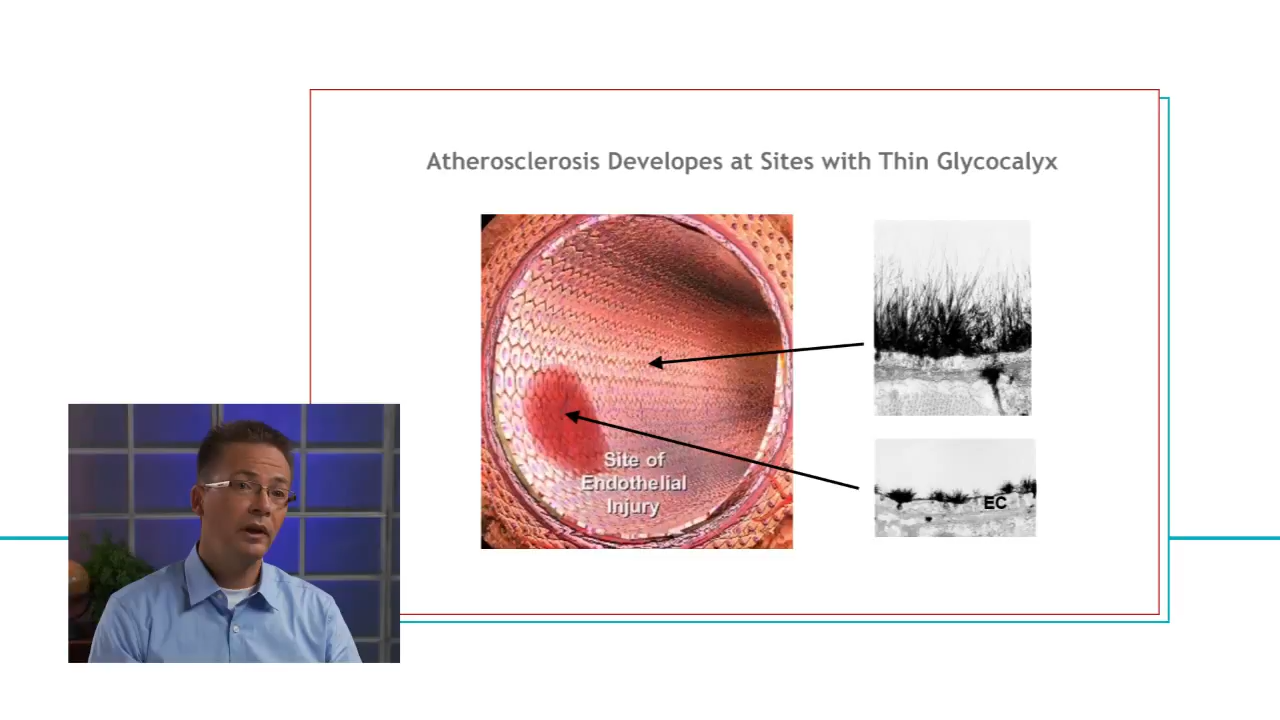 Atherosclerosis Developes at Sites with Thin Glycocalyx
Site of
Endothelial
Injury
EC